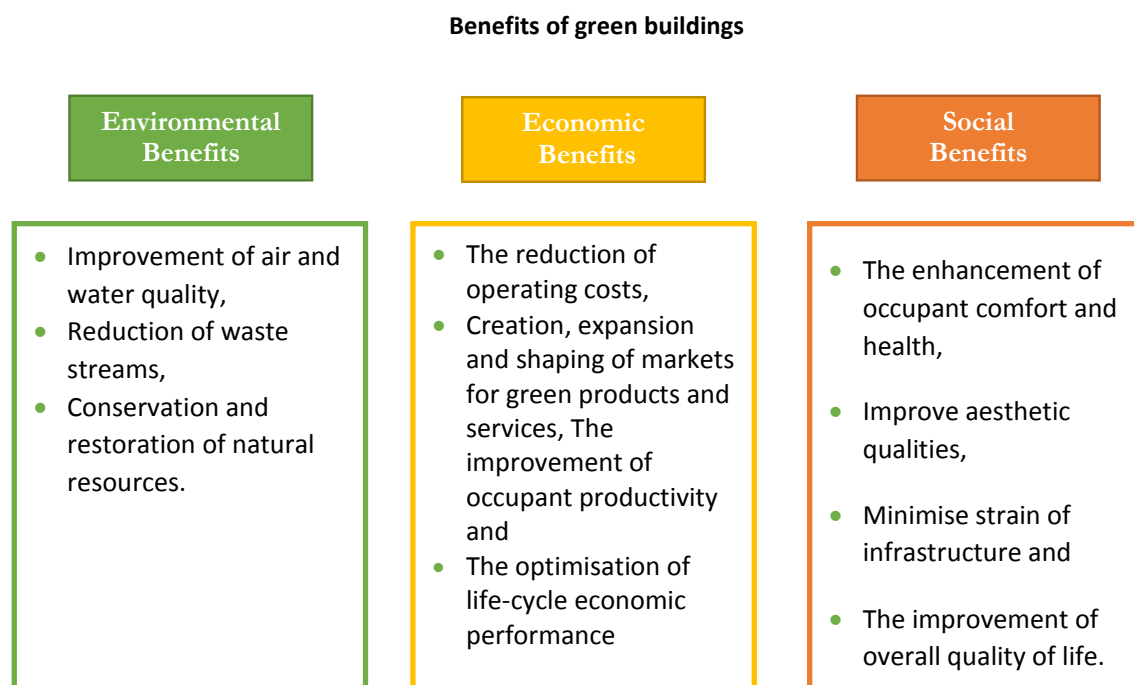 Benefits of green buildings
Environmental
Benefits
Economic
Benefits
Social
Benefits
• Improvement of air and
water quality,
• Reduction of waste
streams,
• Conservation and
restoration of natural
resources.
• The reduction of
operating costs,
• Creation, expansion
and shaping of markets
for green products and
services, The
improvement of
occupant productivity
and
• The optimisation of
life-cycle economic
performance
• The enhancement of
occupant comfort and
health,
• Improve aesthetic
qualities,
• Minimise strain of
infrastructure and
• The improvement of
overall quality of life.